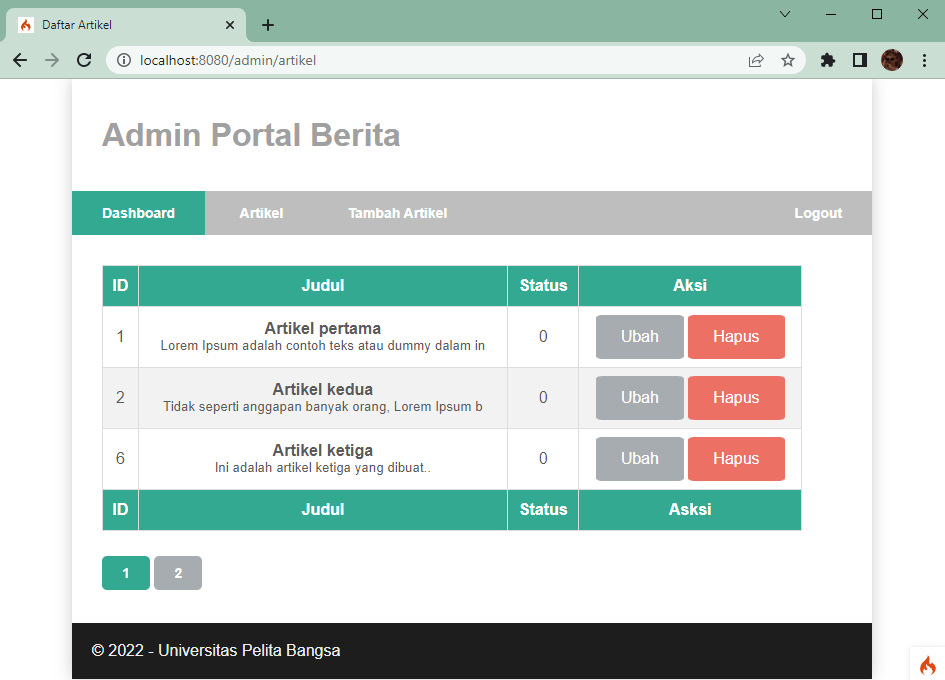 Daftar Artikel
localhost:8080/admin/artikel
Admin Portal Berita
Dashboard Artikel Tambah Artikel Logout
ID Judul Status Aksi
1 Artikel pertama 0 Ubah Hapus
Lorem Ipsum adalah contoh teks atau dummy dalam in
2 Artikel kedua 0 Ubah Hapus
Tidak seperti anggapan banyak orang, Lorem Ipsum b
6 Artikel ketiga 0 Ubah Hapus
Ini adalah artikel ketiga yang dibuat..
ID Judul Status Asksi
1 2
© 2022 - Universitas Pelita Bangsa